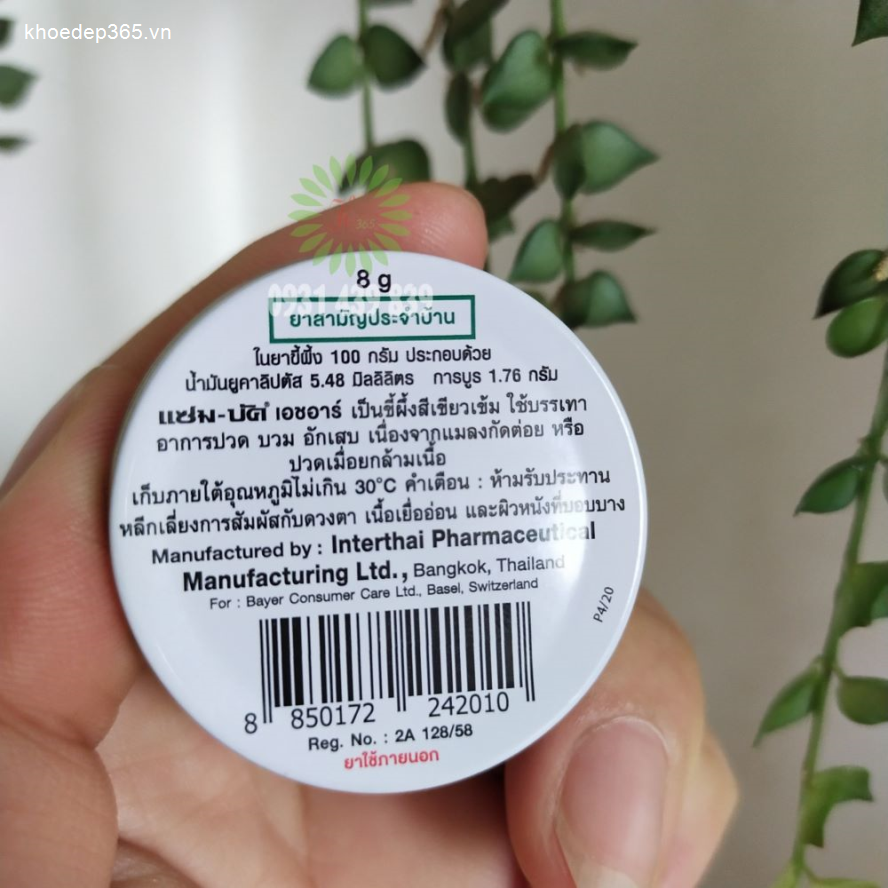 khoedep365.vn
365
8 g
0931 439 839
ยาสามัญประจำบ้าน
ในยาขี้ผึ้ง 100 กรัม ประกอบด้วย
น้ำมันยูคาลิปตัส 5.48 มิลลิลิตร การบูร 1.76 กรัม
แซม-บัค เอชอาร์ เป็นขี้ผึ้งสีเขียวเข้ม ใช้บรรเทา
อาการปวด บวม อักเสบ เนื่องจากแมลงกัดต่อย หรือ
ปวดเมื่อยกล้ามเนื้อ
เก็บภายใต้อุณหภูมิไม่เกิน 30°C คำเตือน : ห้ามรับประทาน
หลีกเลี่ยงการสัมผัสกับดวงตา เนื้อเยื่ออ่อน และผิวหนังที่บอบบาง
Manufactured by : Interthai Pharmaceutical
Manufacturing Ltd., Bangkok, Thailand
For : Bayer Consumer Care Ltd., Basel, Switzerland
P4/20
8 850172 242010
Reg. No. : 2A 128/58
ยาใช้ภายนอก